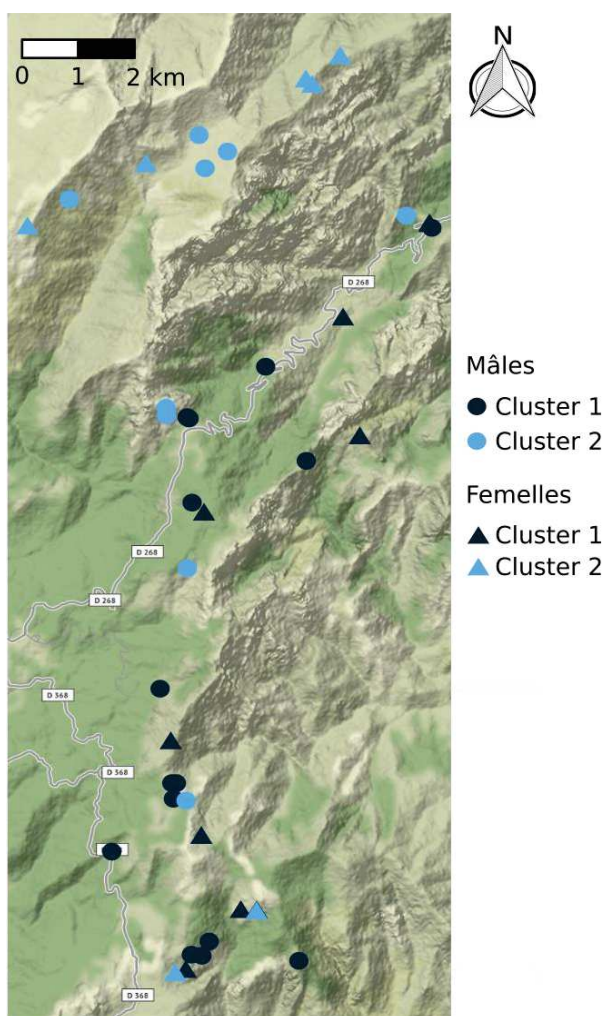 N
0 1 2 km
D 268
Mâles
Cluster 1
Cluster 2
Femelles
Cluster 1
Cluster 2
D 268
D 268
D 368
D 368
D 368